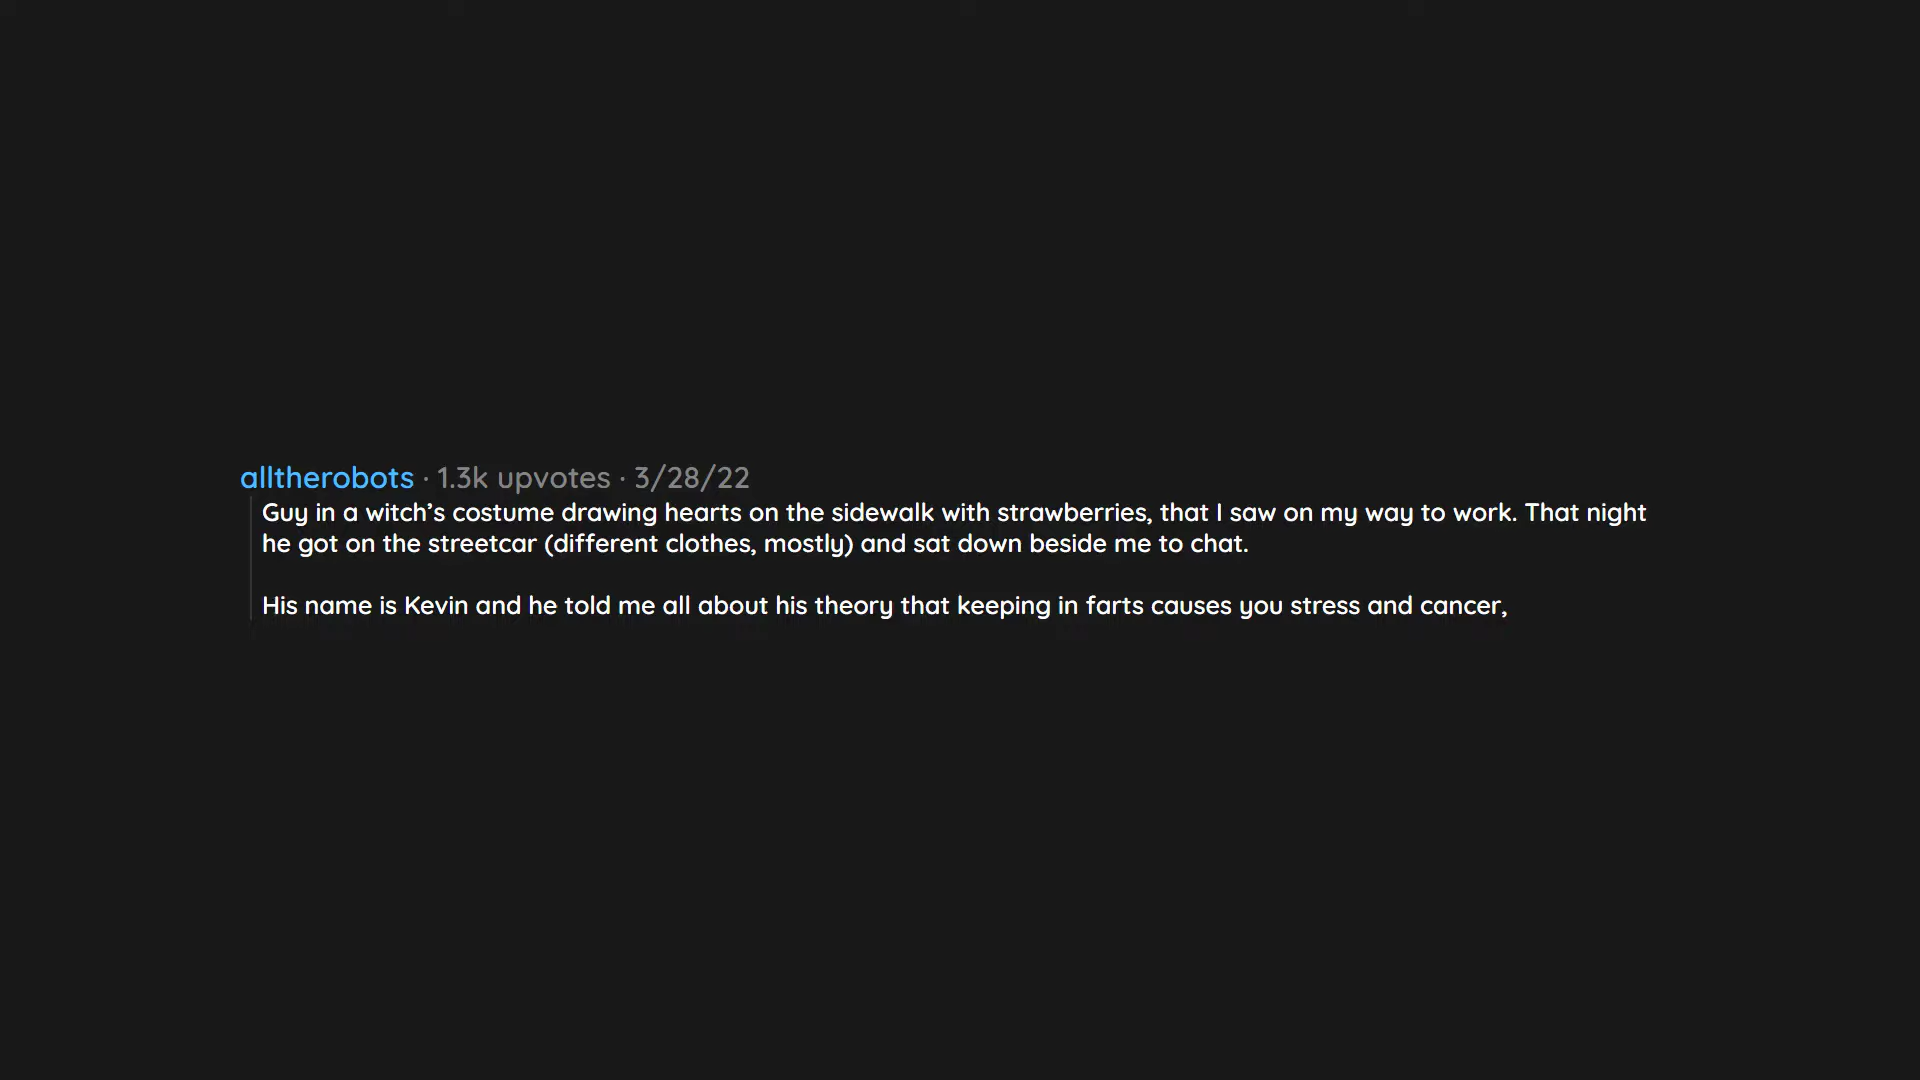 alltherobots · 1.3k upvotes · 3/28/22
Guy in a witch’s costume drawing hearts on the sidewalk with strawberries, that I saw on my way to work. That night
he got on the streetcar (different clothes, mostly) and sat down beside me to chat.
His name is Kevin and he told me all about his theory that keeping in farts causes you stress and cancer,